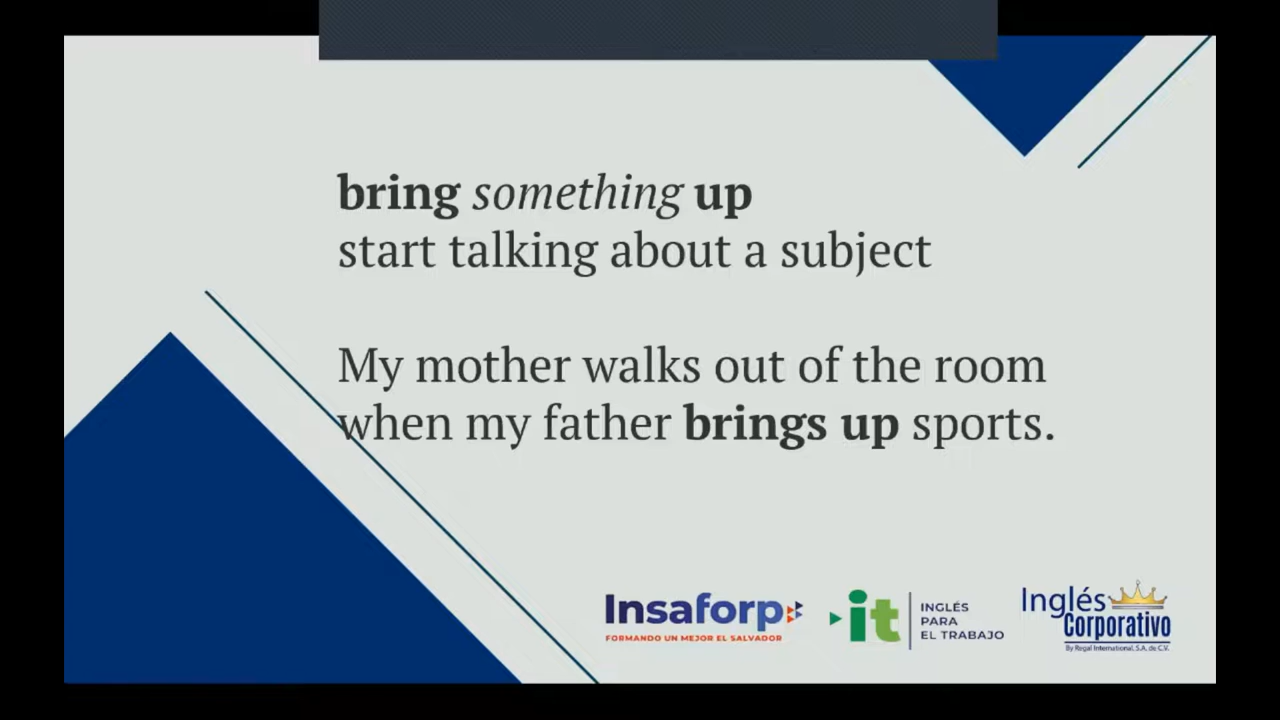 bring something up
start talking about a subject
My mother walks out of the room
when my father brings up sports.
Insaforp
FORMANDO UN MEJOR EL SALVADOR
it
INGLÉS
PARA
EL TRABAJO
Inglés
Corporativo
By Regal International, S.A. de C.V.